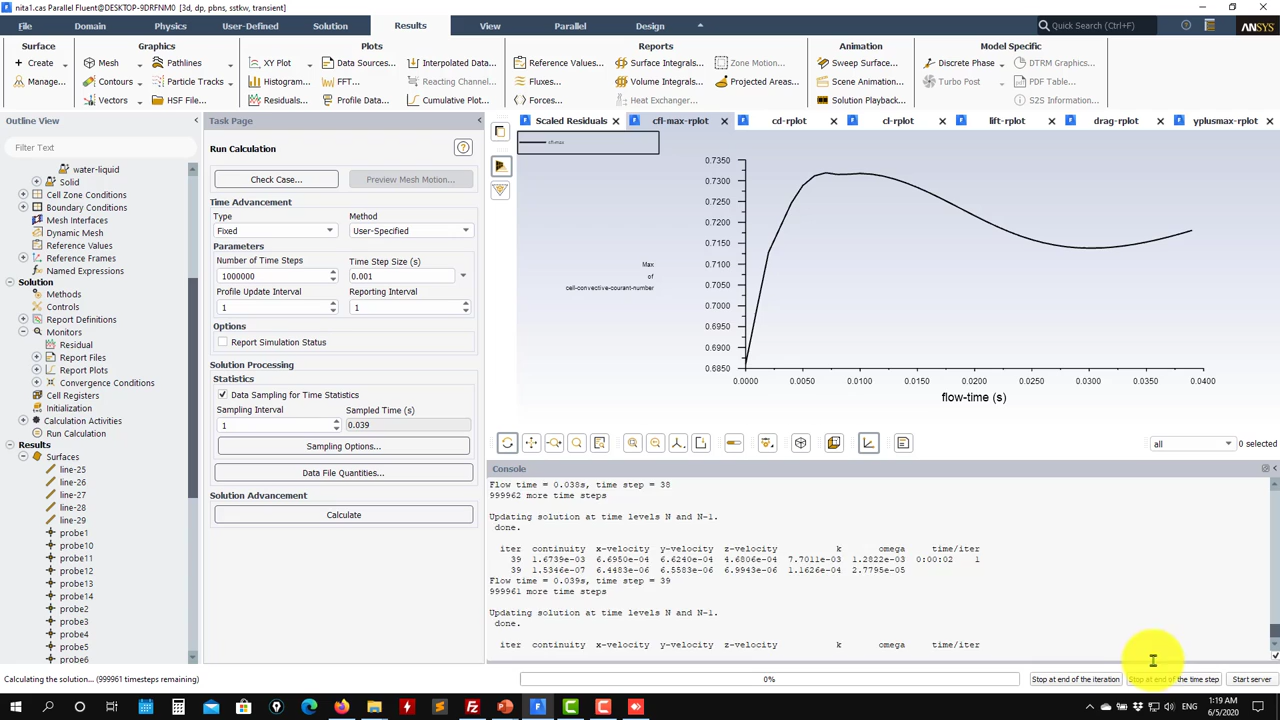 nita1.cas Parallel Fluent@DESKTOP-9DRFNM0 [3d, dp, pbns, sstkw, transient]
File Domain Physics User-Defined Solution Results View Parallel Design Quick Search (Ctrl+F) ANSYS
Surface Graphics Plots Reports Animation Model Specific
Create Mesh Pathlines XY Plot Data Sources... Interpolated Data... Reference Values... Surface Integrals... Zone Motion... Sweep Surface... Discrete Phase DTRM Graphics...
Manage... Contours Particle Tracks Histogram... FFT... Reacting Channel... Fluxes... Volume Integrals... Projected Areas... Scene Animation... Turbo Post PDF Table...
Vectors HSF File... Residuals... Profile Data... Cumulative Plot... Forces... Heat Exchanger... Solution Playback... S2S Information...
Outline View
Filter Text
water-liquid
Solid
Cell Zone Conditions
Boundary Conditions
Mesh Interfaces
Dynamic Mesh
Reference Values
Reference Frames
Named Expressions
Solution
Methods
Controls
Report Definitions
Monitors
Residual
Report Files
Report Plots
Convergence Conditions
Cell Registers
Initialization
Calculation Activities
Run Calculation
Results
Surfaces
line-25
line-26
line-27
line-28
line-29
probe1
probe10
probe11
probe12
probe13
probe14
probe2
probe3
probe4
probe5
probe6
Task Page
Run Calculation
Check Case... Preview Mesh Motion...
Time Advancement
Type Method
Fixed User-Specified
Parameters
Number of Time Steps Time Step Size (s)
1000000 0.001
Profile Update Interval Reporting Interval
1 1
Options
Report Simulation Status
Solution Processing
Statistics
Data Sampling for Time Statistics
Sampling Interval Sampled Time (s)
1 0.039
Sampling Options...
Data File Quantities...
Solution Advancement
Calculate
Scaled Residuals cfl-max-rplot cd-rplot cl-rplot lift-rplot drag-rplot yplusmax-rplot
cfl-max
0.7350
0.7300
0.7250
0.7200
0.7150
0.7100
0.7050
0.7000
0.6950
0.6900
0.6850
Max
of
cell-convective-courant-number
0.0000 0.0050 0.0100 0.0150 0.0200 0.0250 0.0300 0.0350 0.0400
flow-time (s)
all 0 selected
Console
Flow time = 0.038s, time step = 38
999962 more time steps
Updating solution at time levels N and N-1.
done.
iter continuity x-velocity y-velocity z-velocity k omega time/iter
39 1.6739e-03 6.6950e-04 6.6240e-04 4.6806e-04 7.7011e-03 1.2822e-03 0:00:02 1
39 1.5346e-07 6.4483e-06 6.5583e-06 6.9943e-06 1.1626e-04 2.7795e-05
Flow time = 0.039s, time step = 39
999961 more time steps
Updating solution at time levels N and N-1.
done.
iter continuity x-velocity y-velocity z-velocity k omega time/iter
Calculating the solution... (999961 timesteps remaining) 0% Stop at end of the iteration Stop at end of the time step Start server
ENG 1:19 AM
6/5/2020